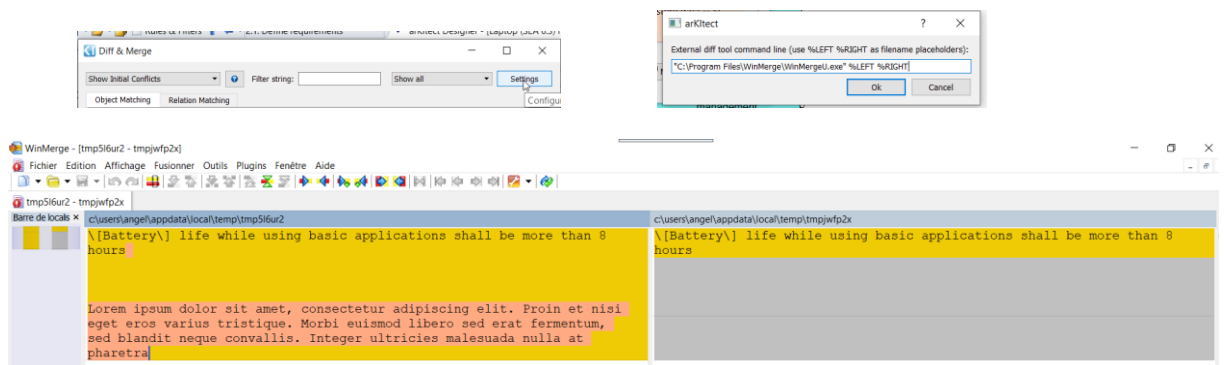 Rules & Filters 2.1. Define requirements arKitect Designer - [Laptop (SEA 6.5)
Diff & Merge
Show Initial Conflicts Filter string: Show all Settings
Object Matching Relation Matching Configu
arKItect ? ×
External diff tool command line (use %LEFT %RIGHT as filename placeholders):
"C:\Program Files\WinMerge\WinMergeU.exe" %LEFT %RIGHT
Ok Cancel
management
WinMerge - [tmp5l6ur2 - tmpjwfp2x]
Fichier Edition Affichage Fusionner Outils Plugins Fenêtre Aide
tmp5l6ur2 - tmpjwfp2x
Barre de locali ×
c:\users\angel\appdata\local\temp\tmp5l6ur2
\[Battery\] life while using basic applications shall be more than 8
hours
Lorem ipsum dolor sit amet, consectetur adipiscing elit. Proin et nisi
eget eros varius tristique. Morbi euismod libero sed erat fermentum,
sed blandit neque convallis. Integer ultricies malesuada nulla at
pharetra
c:\users\angel\appdata\local\temp\tmpjwfp2x
\[Battery\] life while using basic applications shall be more than 8
hours